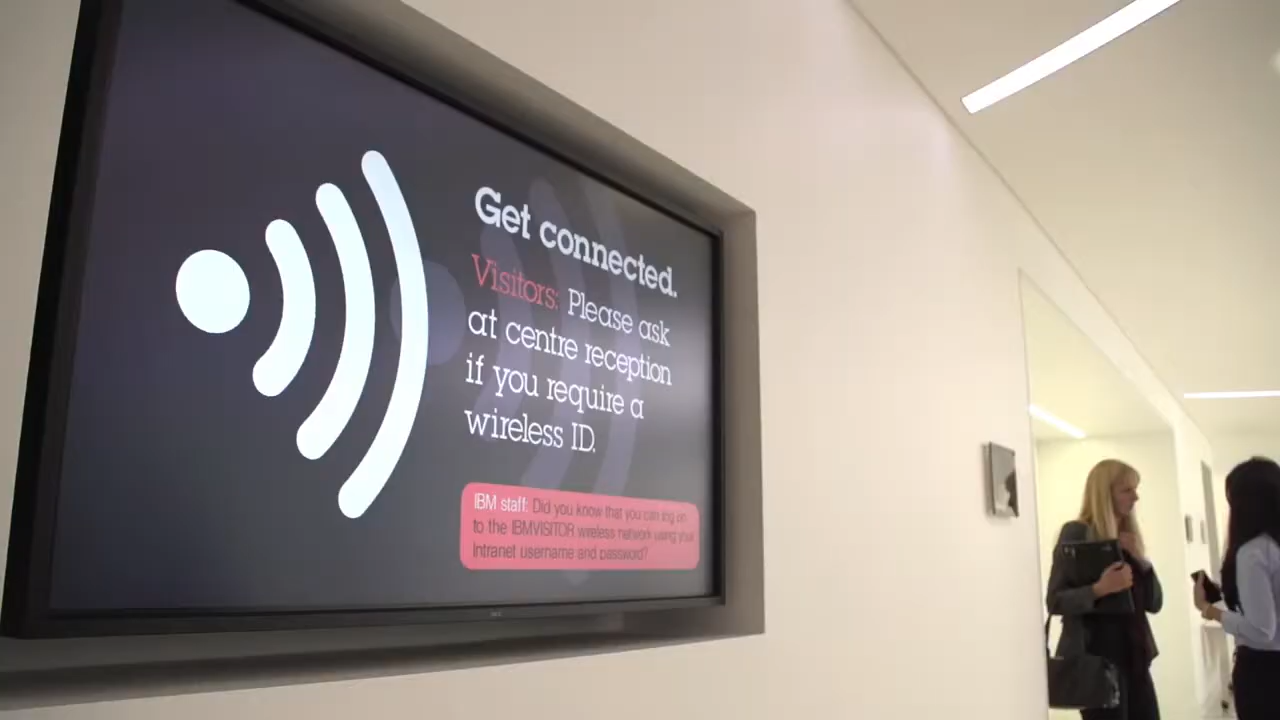 Get connected.
Visitors: Please ask
at centre reception
if you require a
wireless ID.
IBM staff: Did you know that you can log on
to the IBMVISITOR wireless network using your
Intranet username and password?